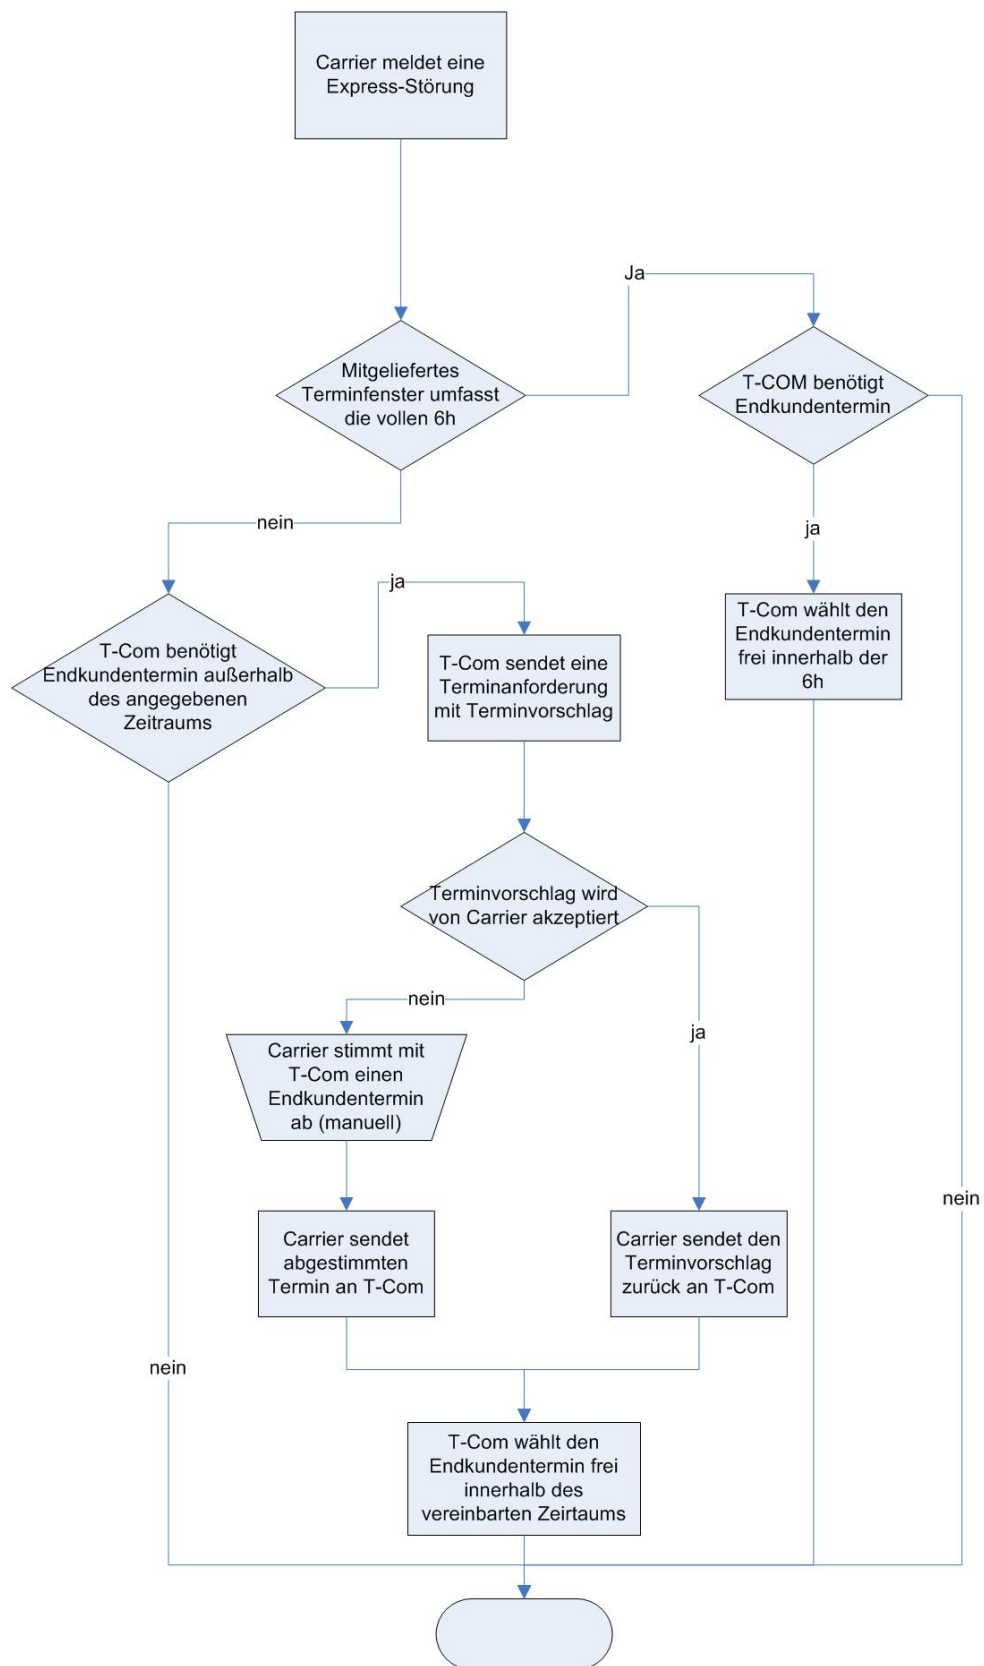 Carrier meldet eine
Express-Störung
Ja
Mitgeliefertes
Terminfenster umfasst
die vollen 6h
T-COM benötigt
Endkundentermin
nein
ja
ja
T-Com benötigt
Endkundentermin außerhalb
des angegebenen
Zeitraums
T-Com sendet eine
Terminanforderung
mit Terminvorschlag
T-Com wählt den
Endkundentermin
frei innerhalb der
6h
Terminvorschlag wird
von Carrier akzeptiert
nein
ja
Carrier stimmt mit
T-Com einen
Endkundentermin
ab (manuell)
nein
Carrier sendet
abgestimmten
Termin an T-Com
Carrier sendet den
Terminvorschlag
zurück an T-Com
nein
T-Com wählt den
Endkundentermin frei
innerhalb des
vereinbarten Zeirtaums